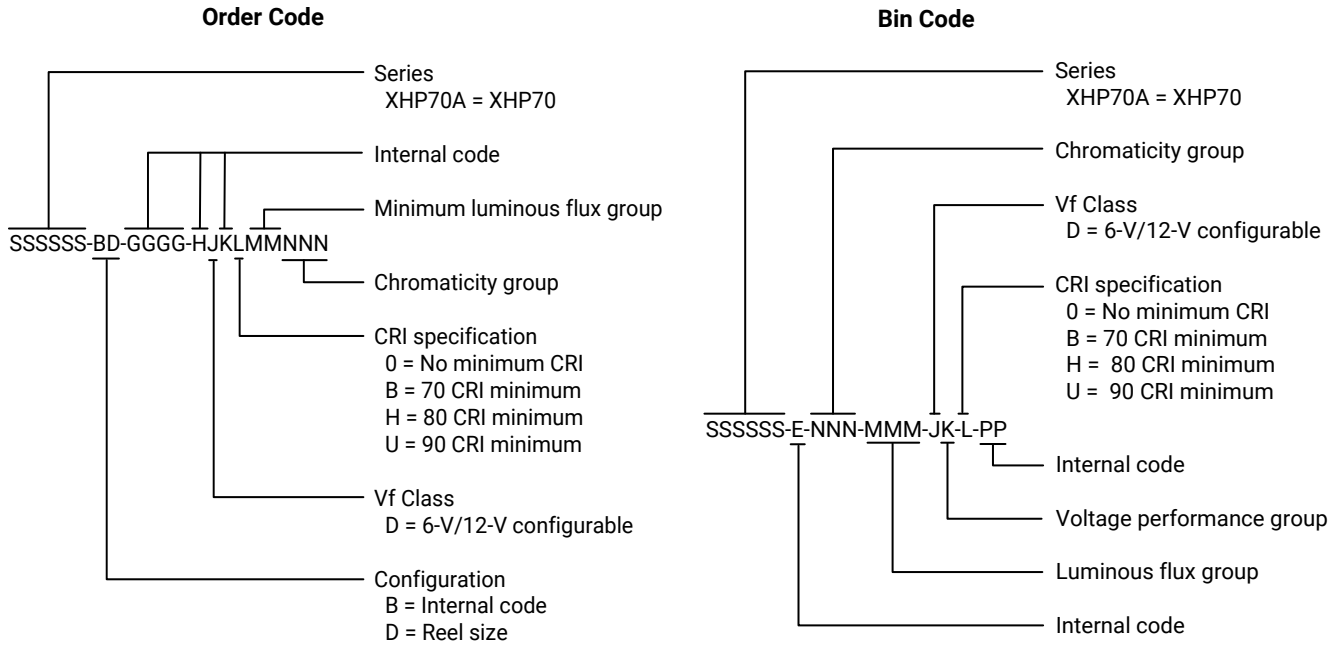 Order Code
Series
XHP70A = XHP70
Internal code
Minimum luminous flux group
SSSSSS-BD-GGGG-HJKLMMNNN
Chromaticity group
CRI specification
0 = No minimum CRI
B = 70 CRI minimum
H = 80 CRI minimum
U = 90 CRI minimum
Vf Class
D = 6-V/12-V configurable
Configuration
B = Internal code
D = Reel size
Bin Code
Series
XHP70A = XHP70
Chromaticity group
Vf Class
D = 6-V/12-V configurable
CRI specification
0 = No minimum CRI
B = 70 CRI minimum
H = 80 CRI minimum
U = 90 CRI minimum
SSSSSS-E-NNN-MMM-JK-L-PP
Internal code
Voltage performance group
Luminous flux group
Internal code